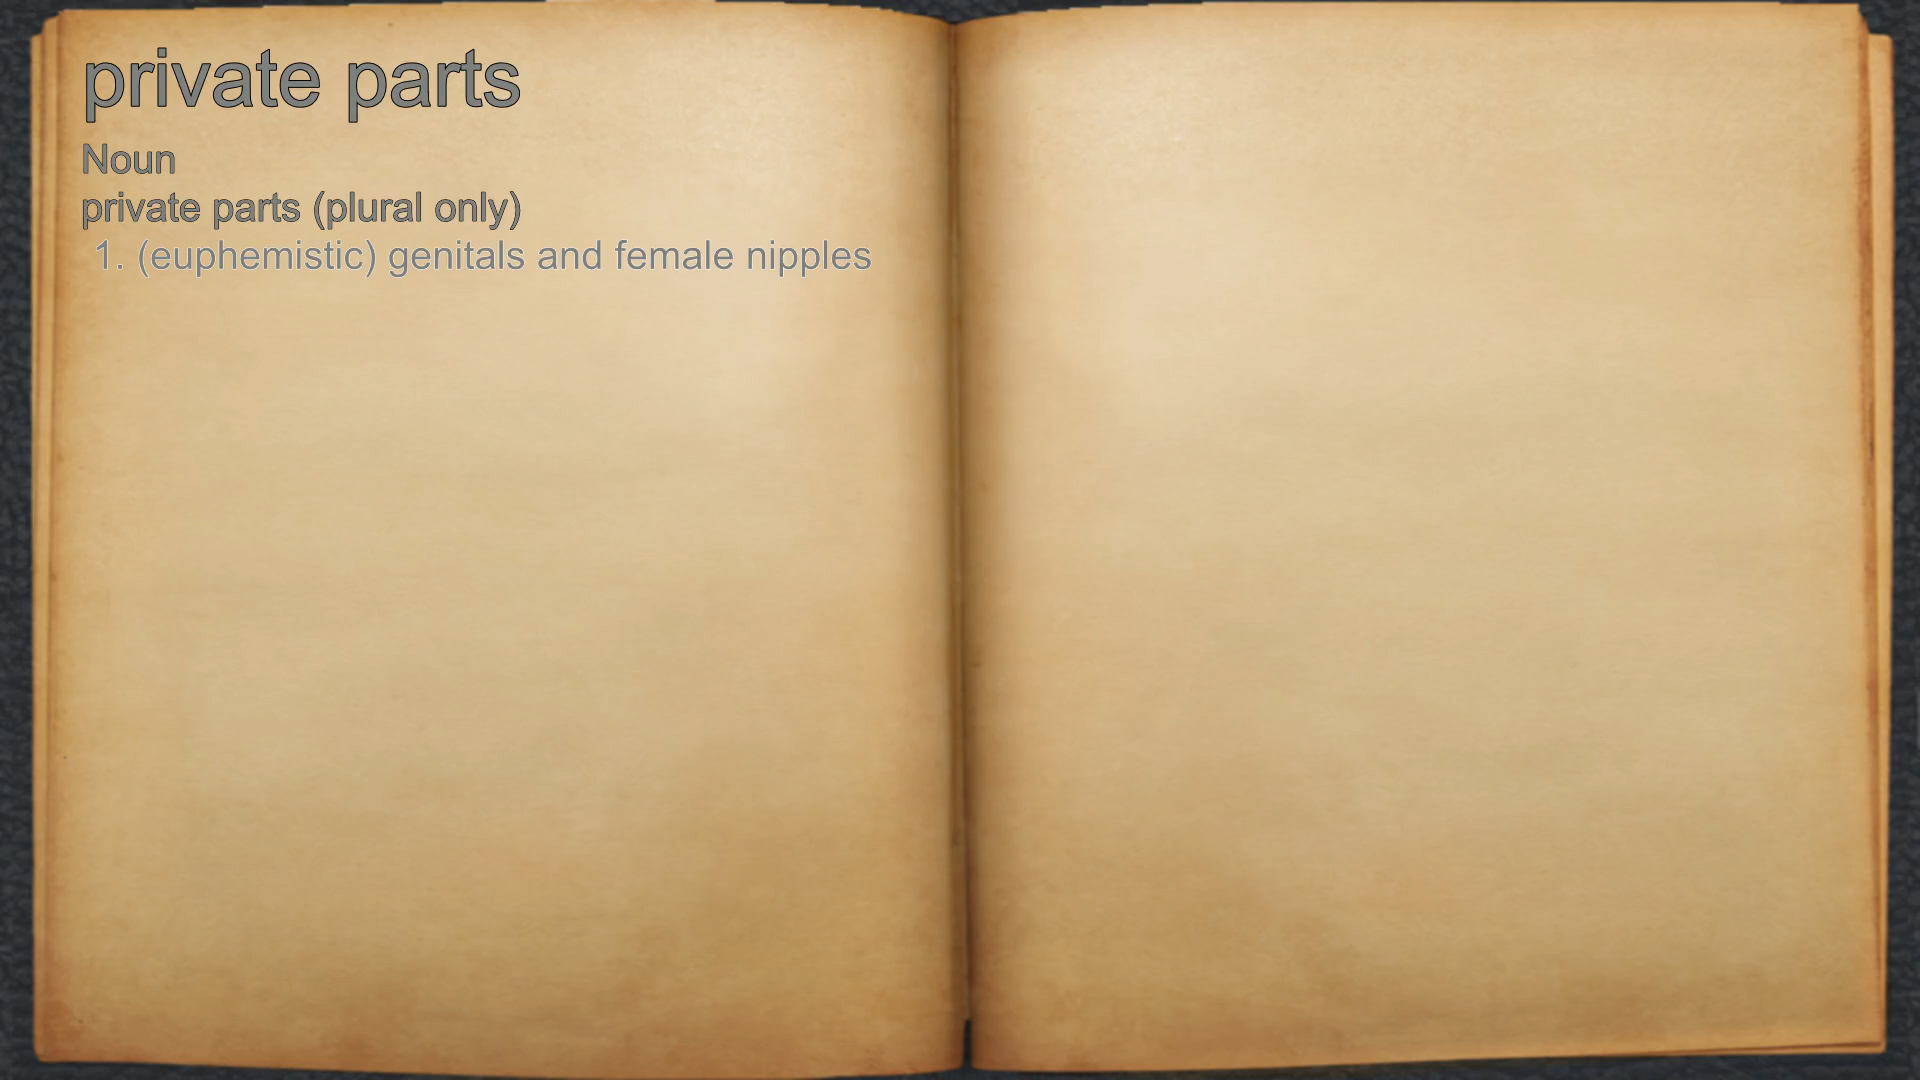 private parts
Noun
private parts (plural only)
1. (euphemistic) genitals and female nipples